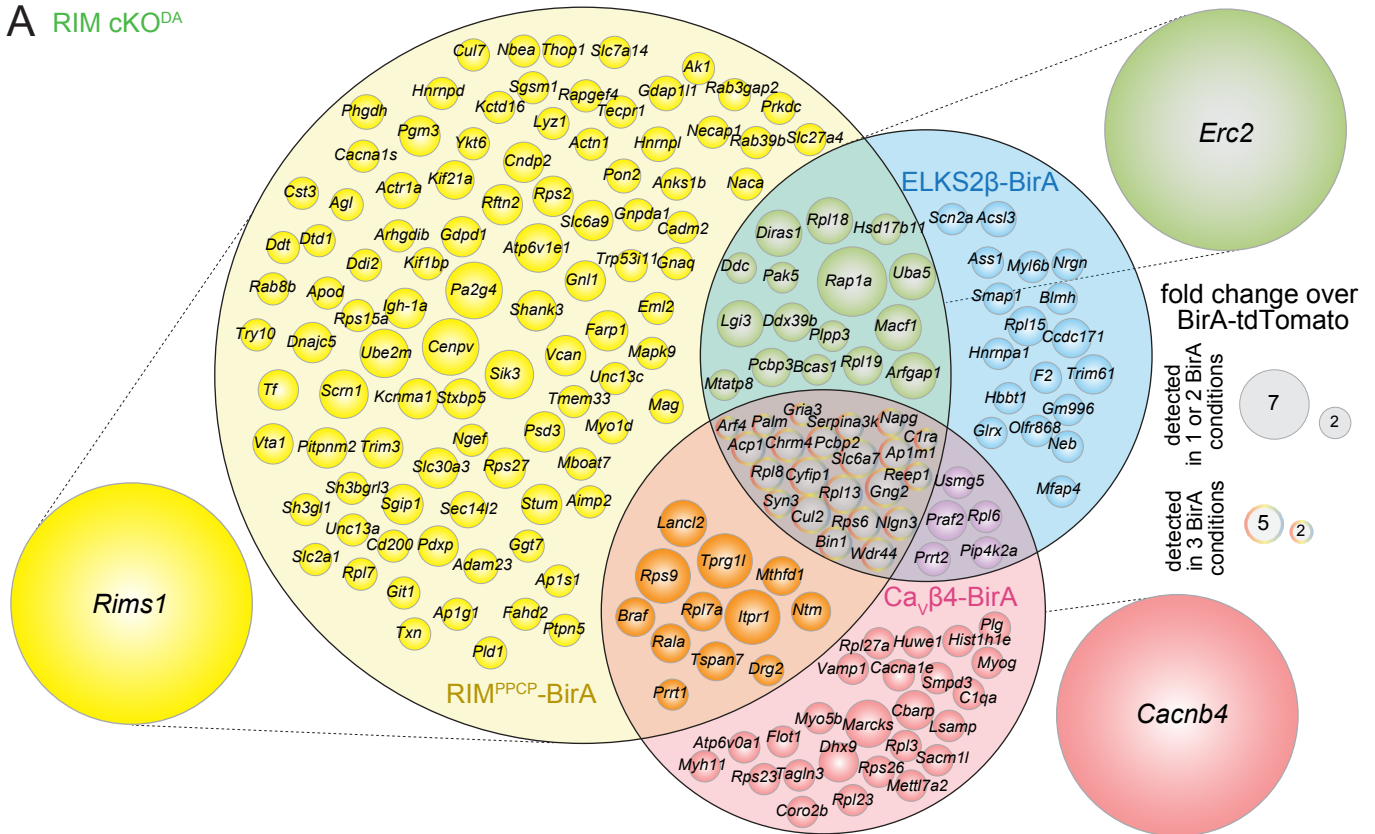 A RIM cKO^DA
Cul7 Nbea Thop1 Slc7a14
Ak1
Hnrnpd Sgsm1 Rapgef4 Gdap1l1 Rab3gap2
Phgdh Kctd16 Tecpr1 Prkdc
Pgm3 Lyz1
Ykt6 Actn1 Hnrnpl Necap1 Rab39b Slc27a4
Cacna1s Cndp2
Cst3 Actr1a Kif21a Pon2 Anks1b Naca
Agl Rftn2 Rps2
Slc6a9 Gnpda1 Cadm2
Ddt Dtd1 Arhgdib Gdpd1 Atp6v1e1
Ddi2 Kif1bp Trp53i11 Gnaq
Rab8b Apod Pa2g4 Gnl1
Igh-1a Shank3 Eml2
Rps15a
Try10 Dnajc5 Ube2m Cenpv Farp1
Vcan Mapk9
Sik3 Unc13c
Tf Scrn1 Kcnma1 Stxbp5 Tmem33 Mag
Vta1 Pitpnm2 Trim3 Ngef Psd3 Myo1d
Slc30a3 Rps27 Mboat7
Sh3bgrl3
Sh3gl1 Sgip1 Sec14l2 Stum Aimp2
Unc13a
Slc2a1 Cd200 Pdxp Ggt7
Rpl7 Adam23
Git1 Ap1s1
Ap1g1 Fahd2
Txn Ptpn5
Pld1
RIM^PPCP-BirA
Rims1
Erc2
ELKS2β-BirA
Diras1 Rpl18 Hsd17b11
Ddc Pak5 Rap1a Uba5
Lgi3 Ddx39b Plpp3 Macf1
Pcbp3 Bcas1 Rpl19 Arfgap1
Mtatp8
Scn2a Acsl3
Ass1 Myl6b Nrgn
Smap1 Blmh
Rpl15 Ccdc171
Hnrnpa1
F2 Trim61
Hbbt1 Gm996
Glrx Olfr868 Neb
Mfap4
Gria3
Arf4 Palm Serpina3k Napg
Acp1 Chrm4 Pcbp2 C1ra
Slc6a7 Ap1m1
Rpl8 Cyfip1 Reep1
Syn3 Rpl13 Gng2
Cul2 Rps6 Nlgn3
Bin1 Wdr44
Usmg5
Praf2 Rpl6
Prrt2 Pip4k2a
Lancl2
Rps9 Tprg1l Mthfd1
Braf Rpl7a Itpr1 Ntm
Rala
Tspan7 Drg2
Prrt1
Ca_Vβ4-BirA
Plg
Rpl27a Huwe1 Hist1h1e
Vamp1 Cacna1e Myog
Smpd3
C1qa
Cbarp
Myo5b Marcks Lsamp
Atp6v0a1 Flot1 Dhx9 Rpl3
Myh11 Sacm1l
Rps23 Tagln3 Rps26
Mettl7a2
Coro2b Rpl23
Cacnb4
fold change over
BirA-tdTomato
detected
in 1 or 2 BirA
conditions
7 2
detected
in 3 BirA
conditions
5 2